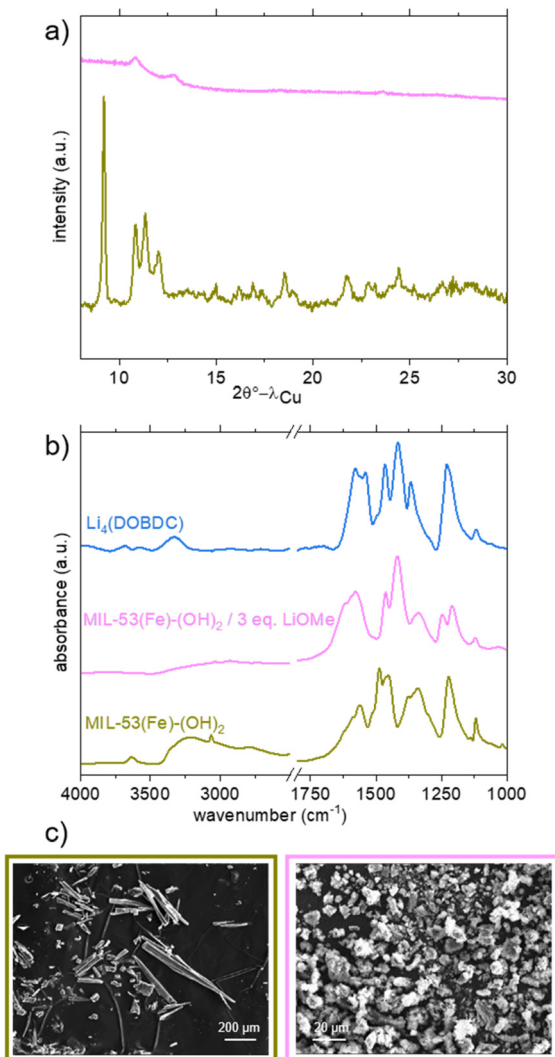 a)
intensity (a.u.)
10 15 20 25 30
2θ°−λCu
b)
Li4(DOBDC)
MIL-53(Fe)-(OH)2 / 3 eq. LiOMe
MIL-53(Fe)-(OH)2
absorbance (a.u.)
4000 3500 3000 1750 1500 1250 1000
wavenumber (cm-1)
c)
200 µm
20 µm